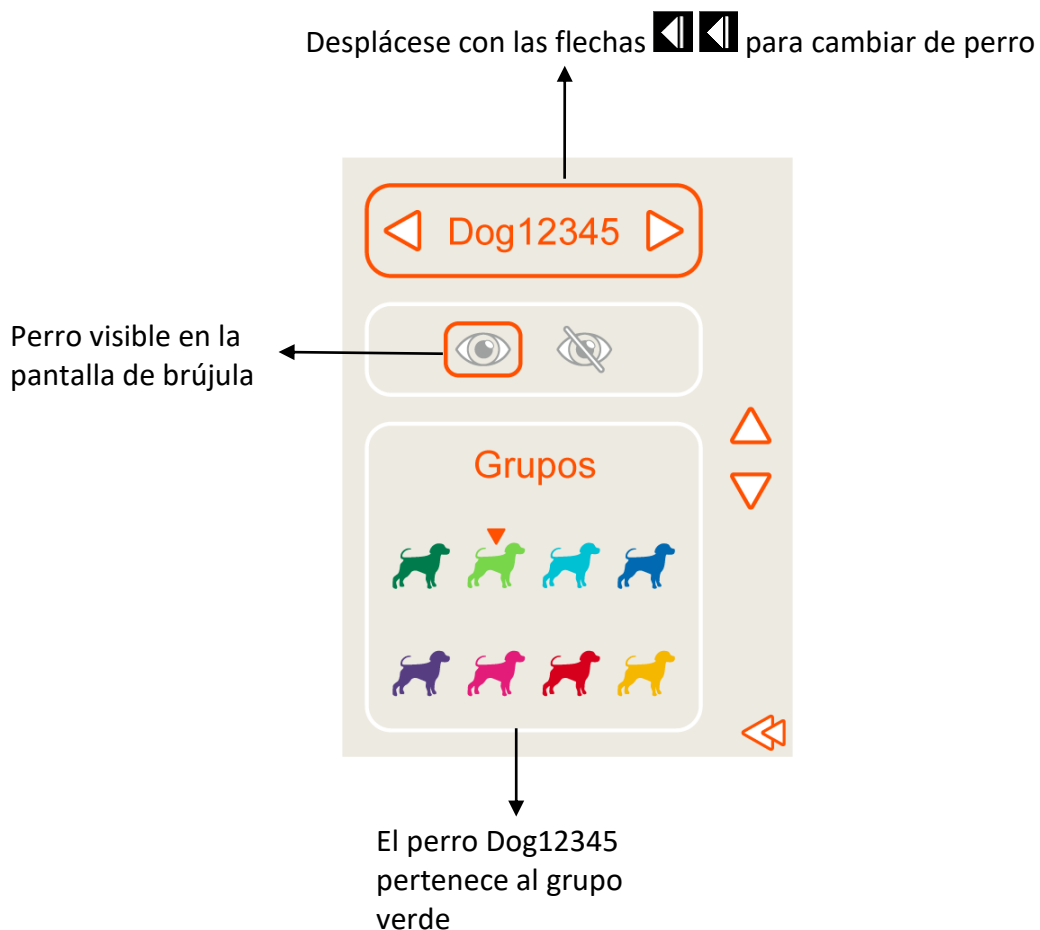 Desplácese con las flechas para cambiar de perro
Dog12345
Perro visible en la
pantalla de brújula
Grupos
El perro Dog12345
pertenece al grupo
verde